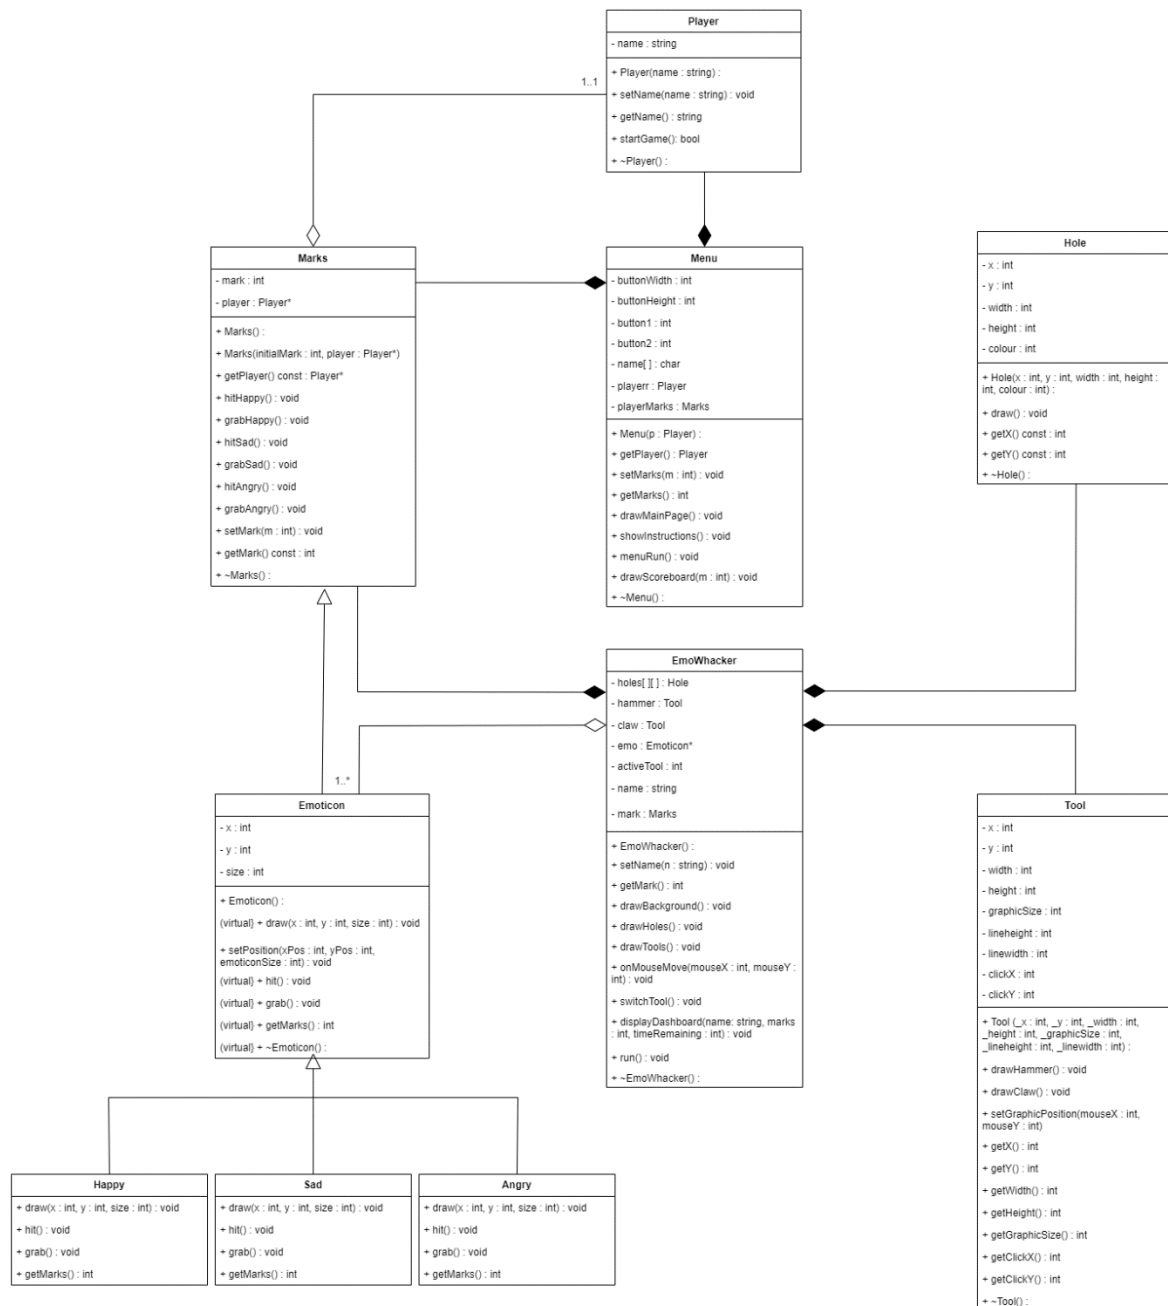 Player
- name : string
+ Player(name : string) :
+ setName(name : string) : void
+ getName() : string
+ startGame(): bool
+ ~Player() :
1..1
Marks
- mark : int
- player : Player*
+ Marks() :
+ Marks(initialMark : int, player : Player*)
+ getPlayer() const : Player*
+ hitHappy() : void
+ grabHappy() : void
+ hitSad() : void
+ grabSad() : void
+ hitAngry() : void
+ grabAngry() : void
+ setMark(m : int) : void
+ getMark() const : int
+ ~Marks() :
Menu
- buttonWidth : int
- buttonHeight : int
- button1 : int
- button2 : int
- name[ ] : char
- playerr : Player
- playerMarks : Marks
+ Menu(p : Player) :
+ getPlayer() : Player
+ setMarks(m : int) : void
+ getMarks() : int
+ drawMainPage() : void
+ showInstructions() : void
+ menuRun() : void
+ drawScoreboard(m : int) : void
+ ~Menu() :
Hole
- x : int
- y : int
- width : int
- height : int
- colour : int
+ Hole(x : int, y : int, width : int, height :
int, colour : int) :
+ draw() : void
+ getX() const : int
+ getY() const : int
+ ~Hole() :
EmoWhacker
- holes[ ][ ] : Hole
- hammer : Tool
- claw : Tool
- emo : Emoticon*
- activeTool : int
- name : string
- mark : Marks
+ EmoWhacker() :
+ setName(n : string) : void
+ getMark() : int
+ drawBackground() : void
+ drawHoles() : void
+ drawTools() : void
+ onMouseMove(mouseX : int, mouseY :
int) : void
+ switchTool() : void
+ displayDashboard(name: string, marks
: int, timeRemaining : int) : void
+ run() : void
+ ~EmoWhacker() :
1..*
Emoticon
- x : int
- y : int
- size : int
+ Emoticon() :
(virtual} + draw(x : int, y : int, size : int) : void
+ setPosition(xPos : int, yPos : int,
emoticonSize : int) : void
(virtual} + hit() : void
(virtual} + grab() : void
(virtual} + getMarks() : int
(virtual} + ~Emoticon() :
Tool
- x : int
- y : int
- width : int
- height : int
- graphicSize : int
- lineheight : int
- linewidth : int
- clickX : int
- clickY : int
+ Tool (_x : int, _y : int, _width : int,
_height : int, _graphicSize : int,
_lineheight : int, _linewidth : int) :
+ drawHammer() : void
+ drawClaw() : void
+ setGraphicPosition(mouseX : int,
mouseY : int)
+ getX() : int
+ getY() : int
+ getWidth() : int
+ getHeight() : int
+ getGraphicSize() : int
+ getClickX() : int
+ getClickY() : int
+ ~Tool() :
Happy
+ draw(x : int, y : int, size : int) : void
+ hit() : void
+ grab() : void
+ getMarks() : int
Sad
+ draw(x : int, y : int, size : int) : void
+ hit() : void
+ grab() : void
+ getMarks() : int
Angry
+ draw(x : int, y : int, size : int) : void
+ hit() : void
+ grab() : void
+ getMarks() : int